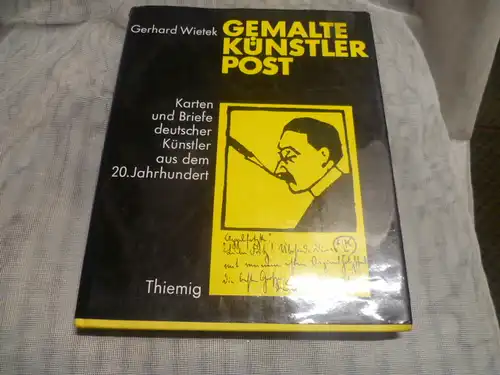 Gerhard Wietek
GEMALTE
KÜNSTLER
POST
Karten
und Briefe
deutscher
Künstler
aus dem
20. Jahrhundert
Thiemig